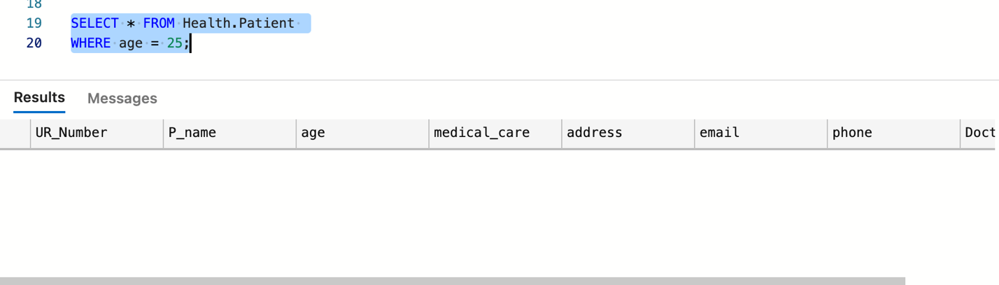 18
19 SELECT * FROM Health.Patient
20 WHERE age = 25;
Results Messages
UR_Number P_name age medical_care address email phone Doct